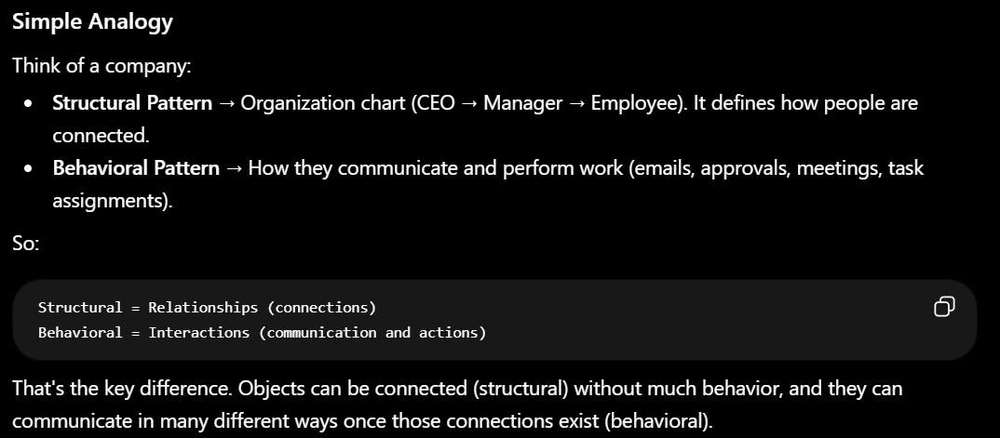 Simple Analogy
Think of a company:
• Structural Pattern → Organization chart (CEO → Manager → Employee). It defines how people are
connected.
• Behavioral Pattern → How they communicate and perform work (emails, approvals, meetings, task
assignments).
So:
Structural = Relationships (connections)
Behavioral = Interactions (communication and actions)
That's the key difference. Objects can be connected (structural) without much behavior, and they can
communicate in many different ways once those connections exist (behavioral).